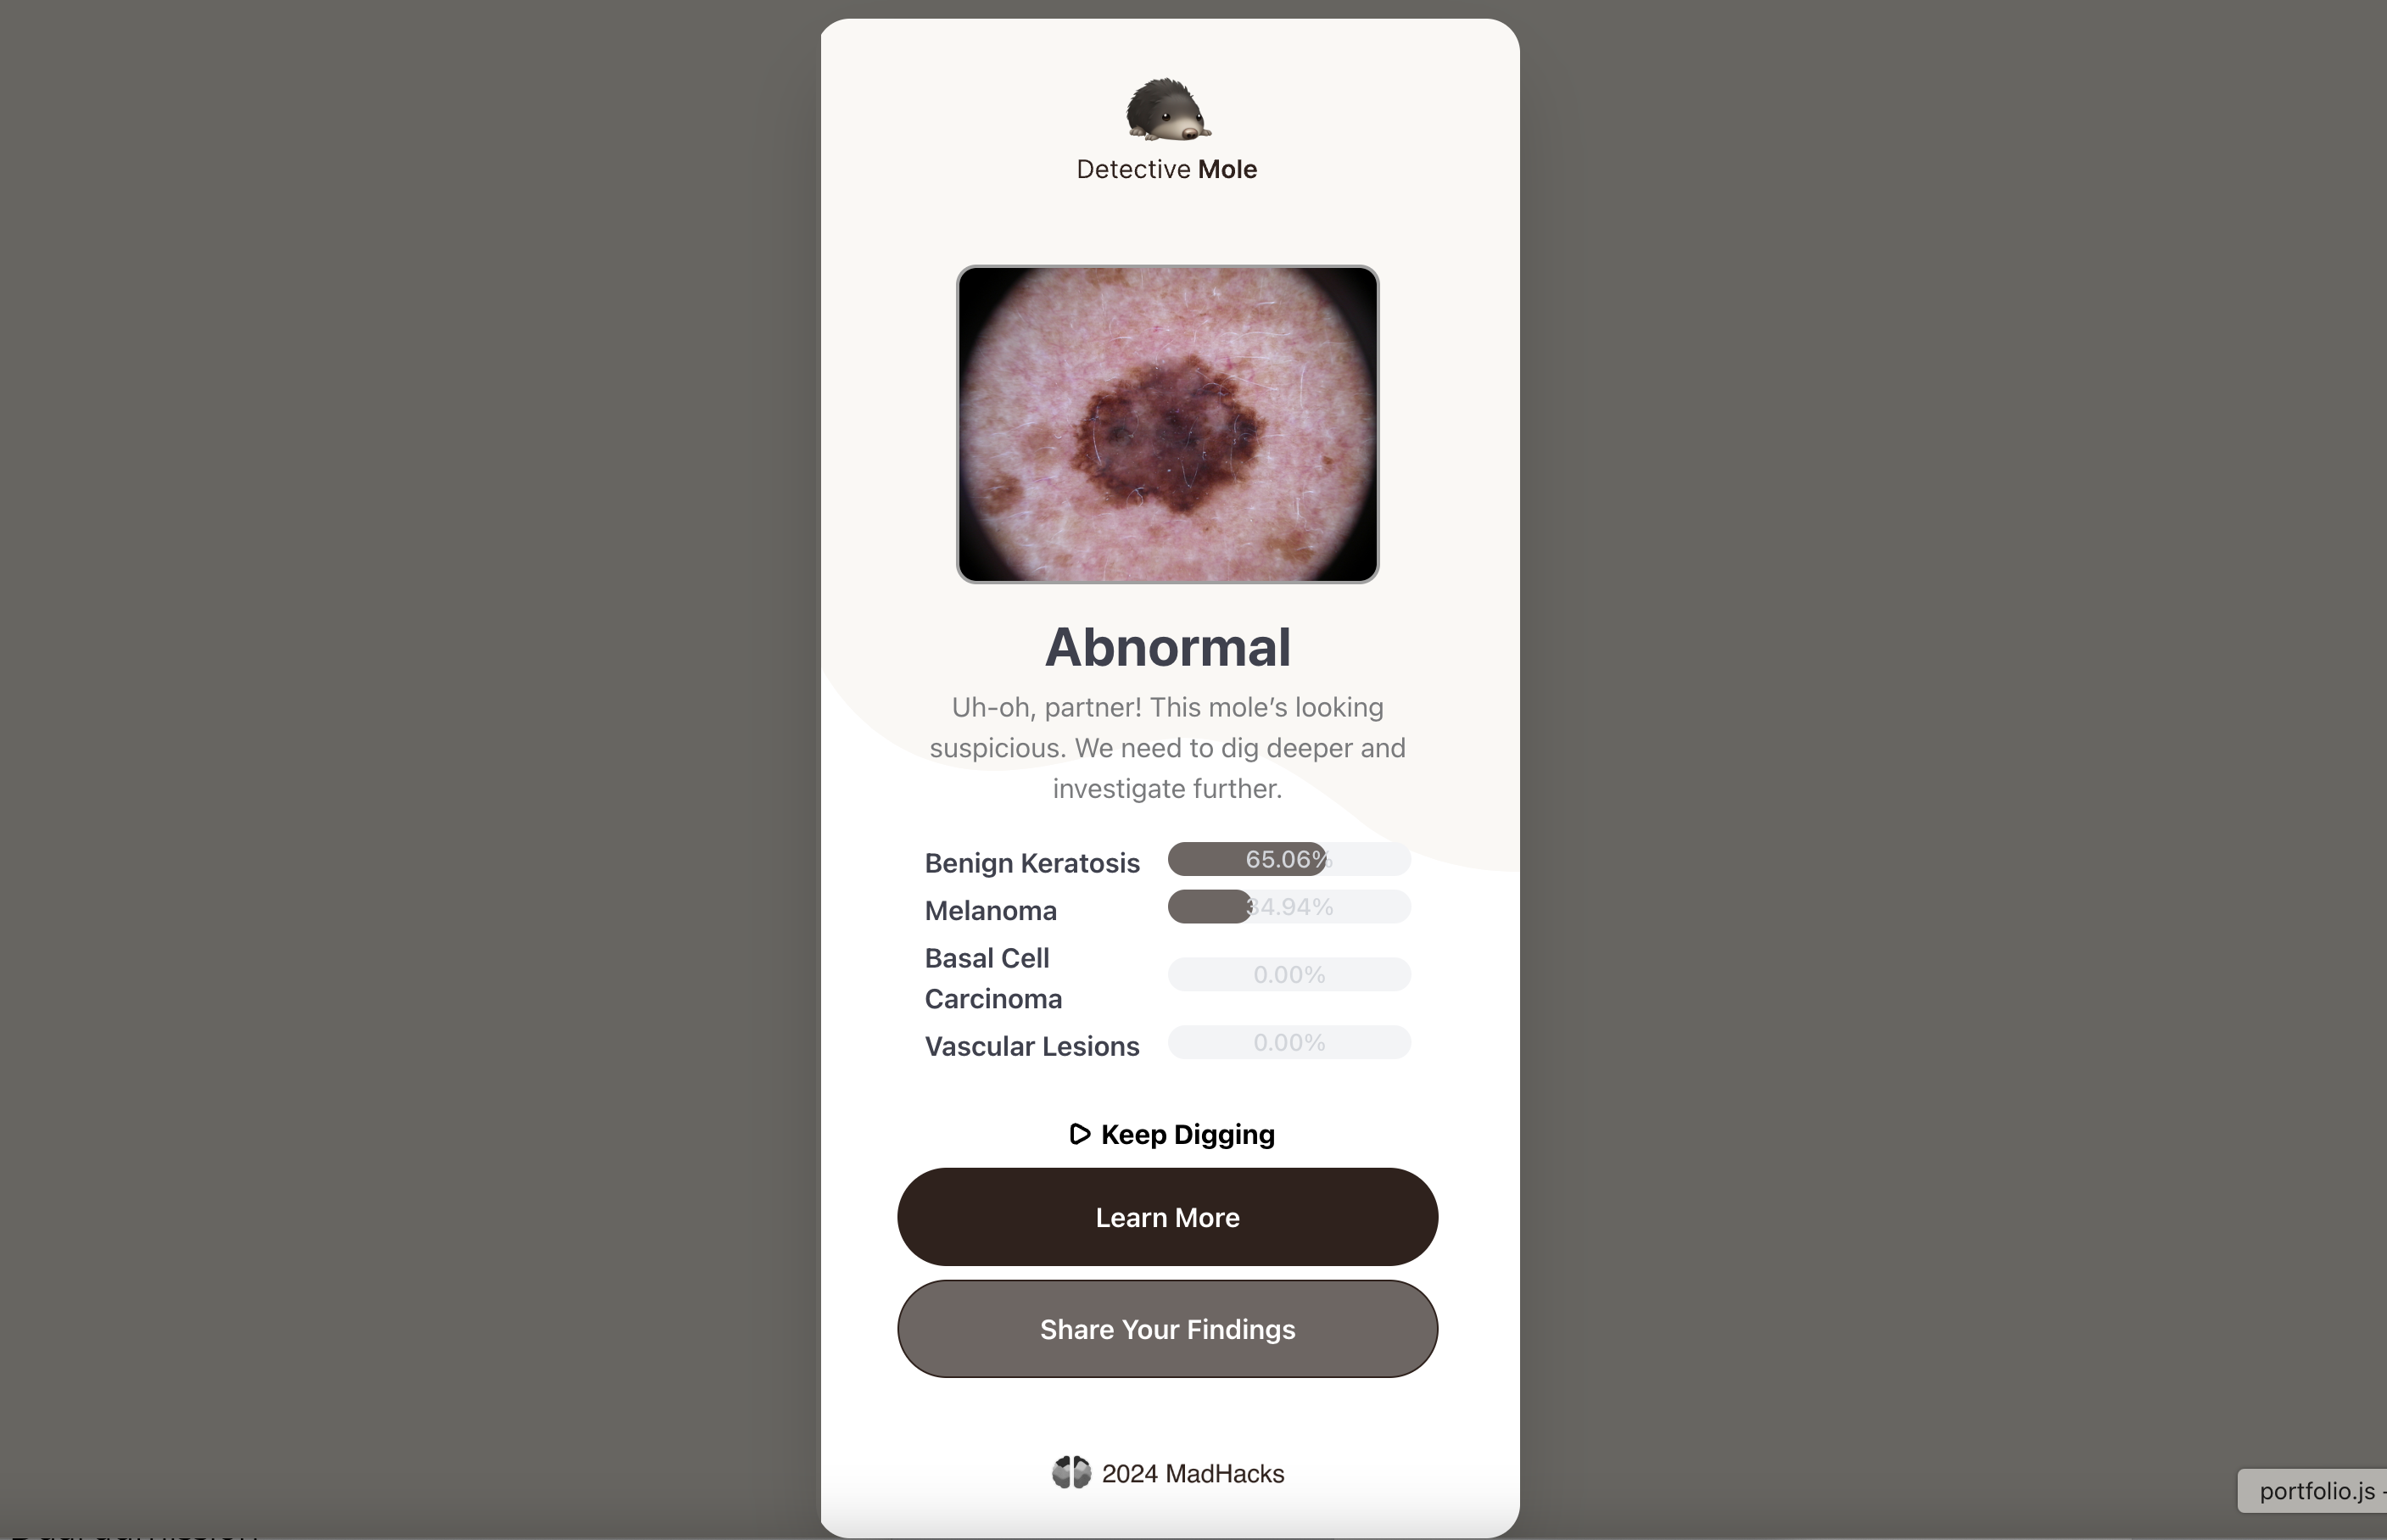 Detective Mole
Abnormal
Uh-oh, partner! This mole’s looking
suspicious. We need to dig deeper and
investigate further.
Benign Keratosis 65.06%
Melanoma 34.94%
Basal Cell
Carcinoma 0.00%
Vascular Lesions 0.00%
Keep Digging
Learn More
Share Your Findings
2024 MadHacks
portfolio.js -